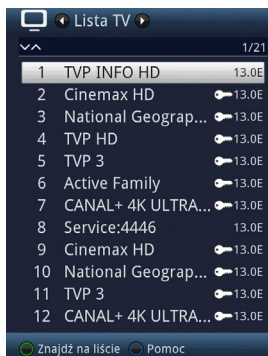 Lista TV
1/21
1 TVP INFO HD 13.0E
2 Cinemax HD 13.0E
3 National Geograp... 13.0E
4 TVP HD 13.0E
5 TVP 3 13.0E
6 Active Family 13.0E
7 CANAL+ 4K ULTRA... 13.0E
8 Service:4446 13.0E
9 Cinemax HD 13.0E
10 National Geograp... 13.0E
11 TVP 3 13.0E
12 CANAL+ 4K ULTRA... 13.0E
Znajdź na liście Pomoc